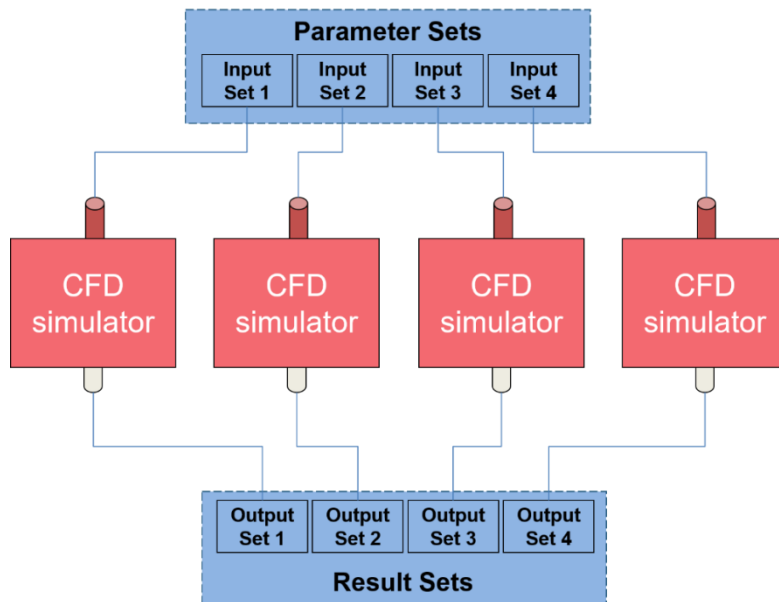 Parameter Sets
Input Input Input Input
Set 1 Set 2 Set 3 Set 4
CFD CFD CFD CFD
simulator simulator simulator simulator
Output Output Output Output
Set 1 Set 2 Set 3 Set 4
Result Sets